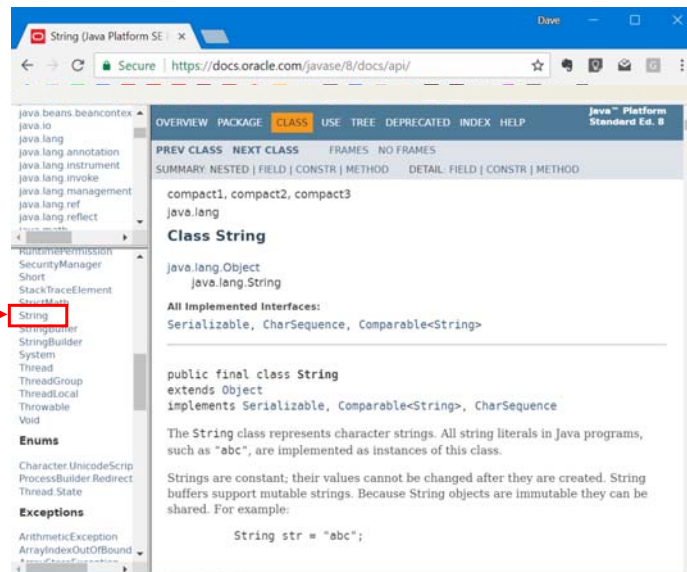 Dave
String (Java Platform SE
Secure https://docs.oracle.com/javase/8/docs/api/
java.beans.beancontex
java.io
java.lang
java.lang.annotation
java.lang.instrument
java.lang.invoke
java.lang.management
java.lang.ref
java.lang.reflect
java.math
RuntimePermission
SecurityManager
Short
StackTraceElement
StrictMath
String
StringBuffer
StringBuilder
System
Thread
ThreadGroup
ThreadLocal
Throwable
Void
Enums
Character.UnicodeScrip
ProcessBuilder.Redirect
Thread.State
Exceptions
ArithmeticException
ArrayIndexOutOfBound
ArrayStoreException
OVERVIEW PACKAGE CLASS USE TREE DEPRECATED INDEX HELP
Java™ Platform
Standard Ed. 8
PREV CLASS NEXT CLASS FRAMES NO FRAMES
SUMMARY: NESTED | FIELD | CONSTR | METHOD DETAIL: FIELD | CONSTR | METHOD
compact1, compact2, compact3
java.lang
Class String
java.lang.Object
java.lang.String
All Implemented Interfaces:
Serializable, CharSequence, Comparable<String>
public final class String
extends Object
implements Serializable, Comparable<String>, CharSequence
The String class represents character strings. All string literals in Java programs,
such as "abc", are implemented as instances of this class.
Strings are constant; their values cannot be changed after they are created. String
buffers support mutable strings. Because String objects are immutable they can be
shared. For example:
String str = "abc";